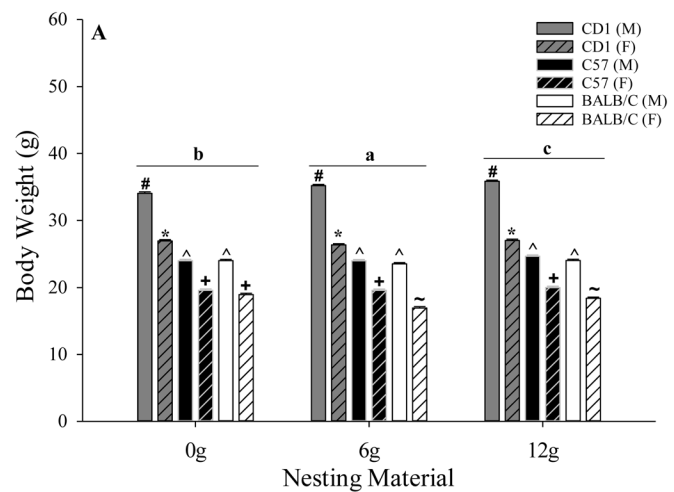 A
60
50
40
30
20
10
0
Body Weight (g)
CD1 (M)
CD1 (F)
C57 (M)
C57 (F)
BALB/C (M)
BALB/C (F)
b a c
# * ^ + ^ +
# * ^ + ^ ~
# * ^ + ^ ~
0g 6g 12g
Nesting Material